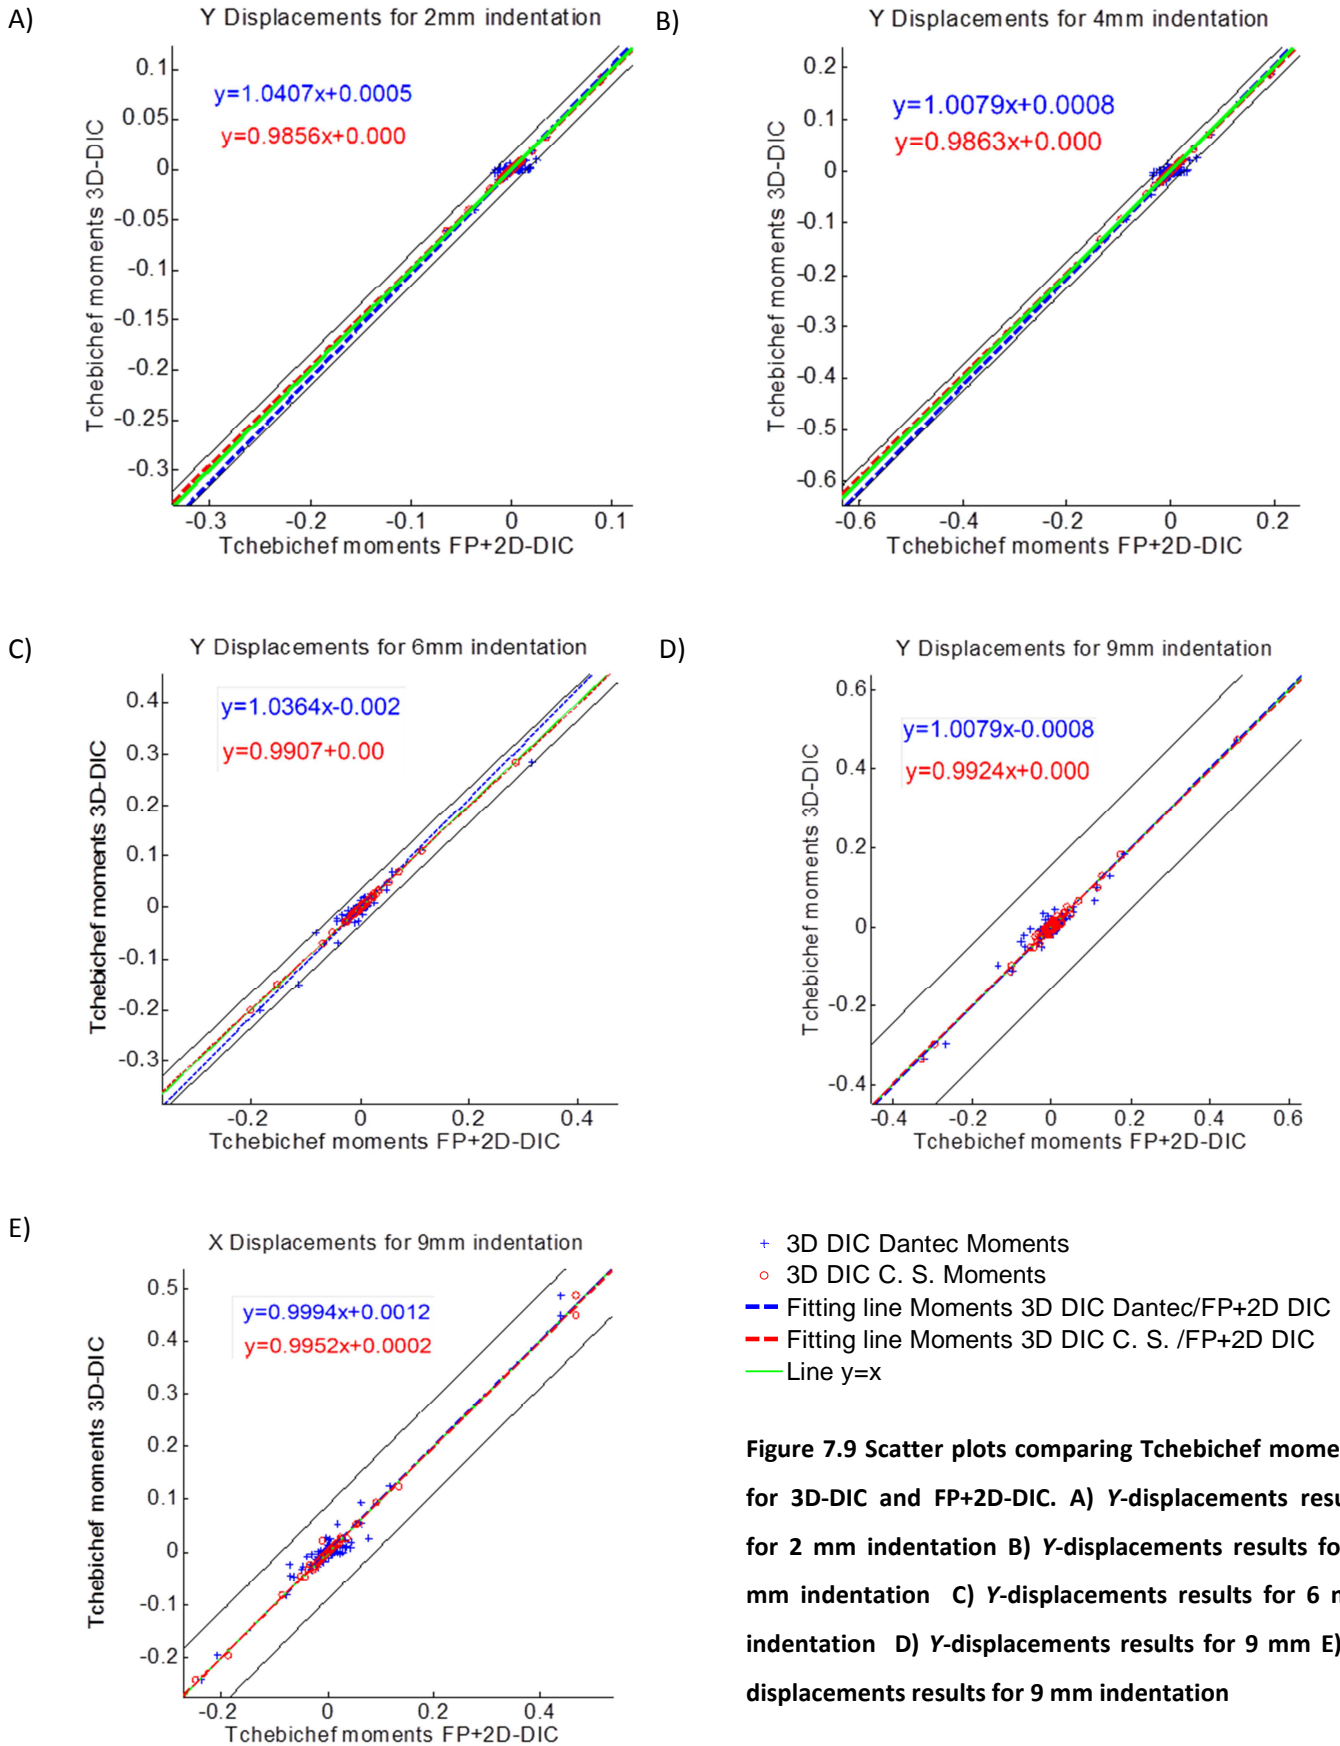 A)
Y Displacements for 2mm indentation
y=1.0407x+0.0005
y=0.9856x+0.000
Tchebichef moments 3D-DIC
0.1
0.05
0
-0.05
-0.1
-0.15
-0.2
-0.25
-0.3
-0.3 -0.2 -0.1 0 0.1
Tchebichef moments FP+2D-DIC
B)
Y Displacements for 4mm indentation
y=1.0079x+0.0008
y=0.9863x+0.000
Tchebichef moments 3D-DIC
0.2
0.1
0
-0.1
-0.2
-0.3
-0.4
-0.5
-0.6
-0.6 -0.4 -0.2 0 0.2
Tchebichef moments FP+2D-DIC
C)
Y Displacements for 6mm indentation
y=1.0364x-0.002
y=0.9907+0.00
Tchebichef moments 3D-DIC
0.4
0.3
0.2
0.1
0
-0.1
-0.2
-0.3
-0.2 0 0.2 0.4
Tchebichef moments FP+2D-DIC
D)
Y Displacements for 9mm indentation
y=1.0079x-0.0008
y=0.9924x+0.000
Tchebichef moments 3D-DIC
0.6
0.4
0.2
0
-0.2
-0.4
-0.4 -0.2 0 0.2 0.4 0.6
Tchebichef moments FP+2D-DIC
E)
X Displacements for 9mm indentation
y=0.9994x+0.0012
y=0.9952x+0.0002
Tchebichef moments 3D-DIC
0.5
0.4
0.3
0.2
0.1
0
-0.1
-0.2
-0.2 0 0.2 0.4
Tchebichef moments FP+2D-DIC
3D DIC Dantec Moments
3D DIC C. S. Moments
Fitting line Moments 3D DIC Dantec/FP+2D DIC
Fitting line Moments 3D DIC C. S. /FP+2D DIC
Line y=x
Figure 7.9 Scatter plots comparing Tchebichef mome
for 3D-DIC and FP+2D-DIC. A) Y-displacements resu
for 2 mm indentation B) Y-displacements results fo
mm indentation C) Y-displacements results for 6
indentation D) Y-displacements results for 9 mm E)
displacements results for 9 mm indentation